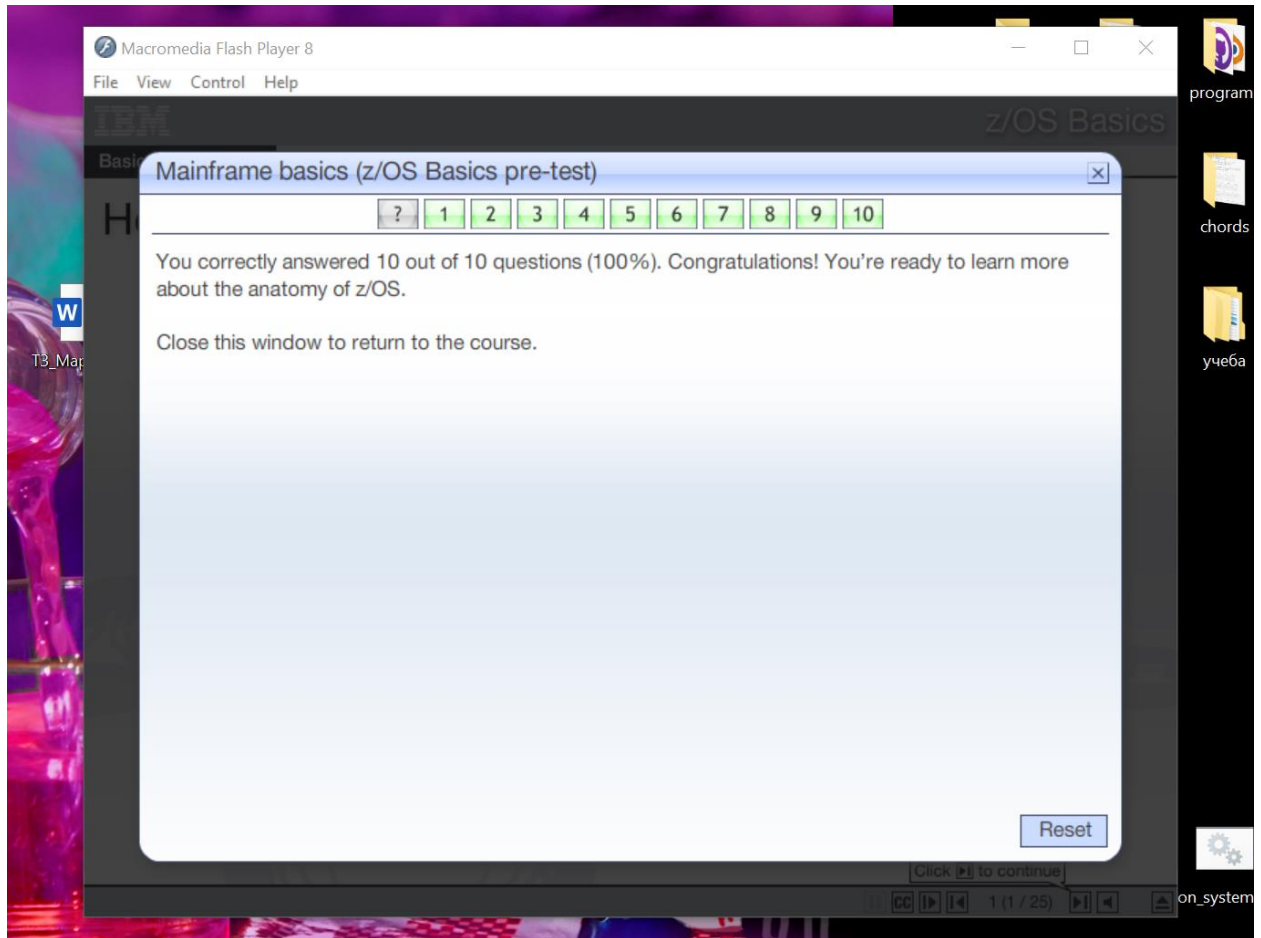 Macromedia Flash Player 8
File View Control Help
IBM
z/OS Basics
Mainframe basics (z/OS Basics pre-test)
? 1 2 3 4 5 6 7 8 9 10
You correctly answered 10 out of 10 questions (100%). Congratulations! You're ready to learn more
about the anatomy of z/OS.
Close this window to return to the course.
Reset
Click to continue
CC 1 (1 / 25)
W
program
chords
учеба
on_system